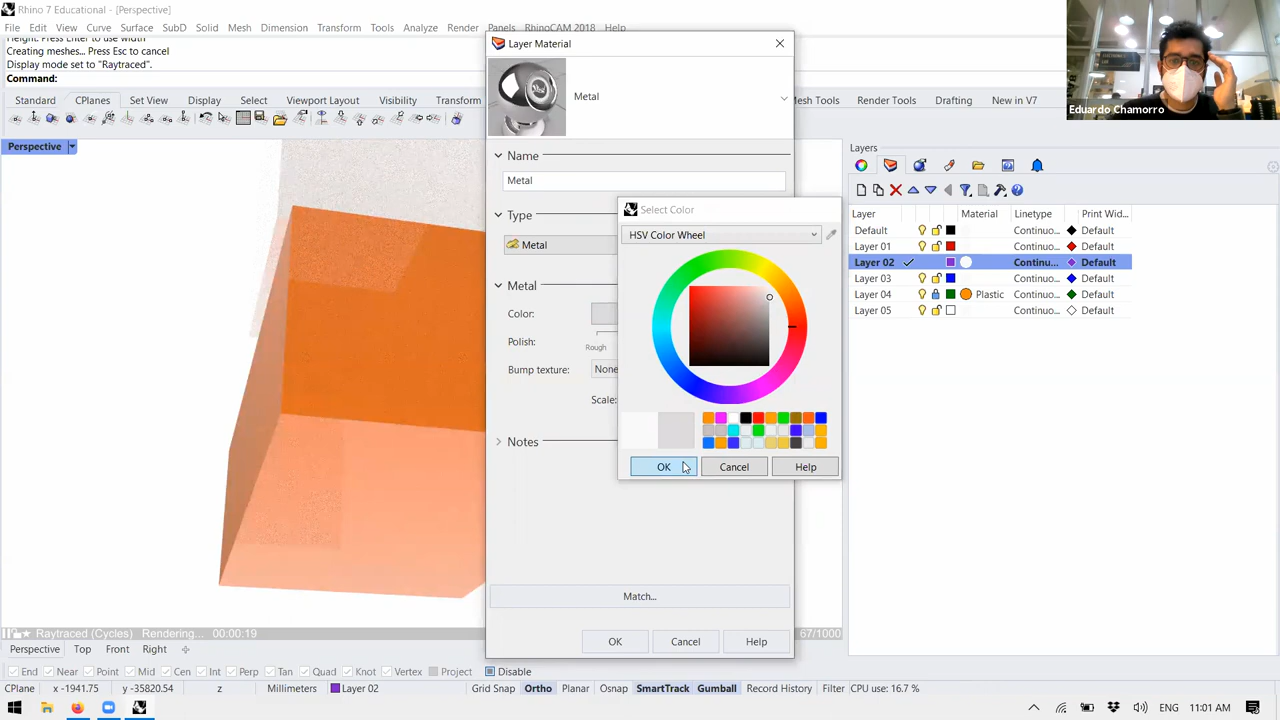 Rhino 7 Educational - [Perspective]
File Edit View Curve Surface SubD Solid Mesh Dimension Transform Tools Analyze Render Panels RhinoCAM 2018 Help
Height. Press Enter to use width
Creating meshes... Press Esc to cancel
Display mode set to "Raytraced".
Command:
Standard CPlanes Set View Display Select Viewport Layout Visibility Transform Mesh Tools Render Tools Drafting New in V7
Perspective
Layer Material
Metal
Name
Metal
Type
Metal
Metal
Color:
Polish:
Rough
Bump texture: None
Scale:
Notes
Match...
OK Cancel Help
Select Color
HSV Color Wheel
OK Cancel Help
Eduardo Chamorro
Layers
Layer Material Linetype Print Wid...
Default Continuo... Default
Layer 01 Continuo... Default
Layer 02 Continu... Default
Layer 03 Continuo... Default
Layer 04 Plastic Continuo... Default
Layer 05 Continuo... Default
Raytraced (Cycles) Rendering... 00:00:19 67/1000
Perspective Top Front Right
End Near Point Mid Cen Int Perp Tan Quad Knot Vertex Project Disable
CPlane x -1941.75 y -35820.54 z Millimeters Layer 02 Grid Snap Ortho Planar Osnap SmartTrack Gumball Record History Filter CPU use: 16.7 %
ENG 11:01 AM